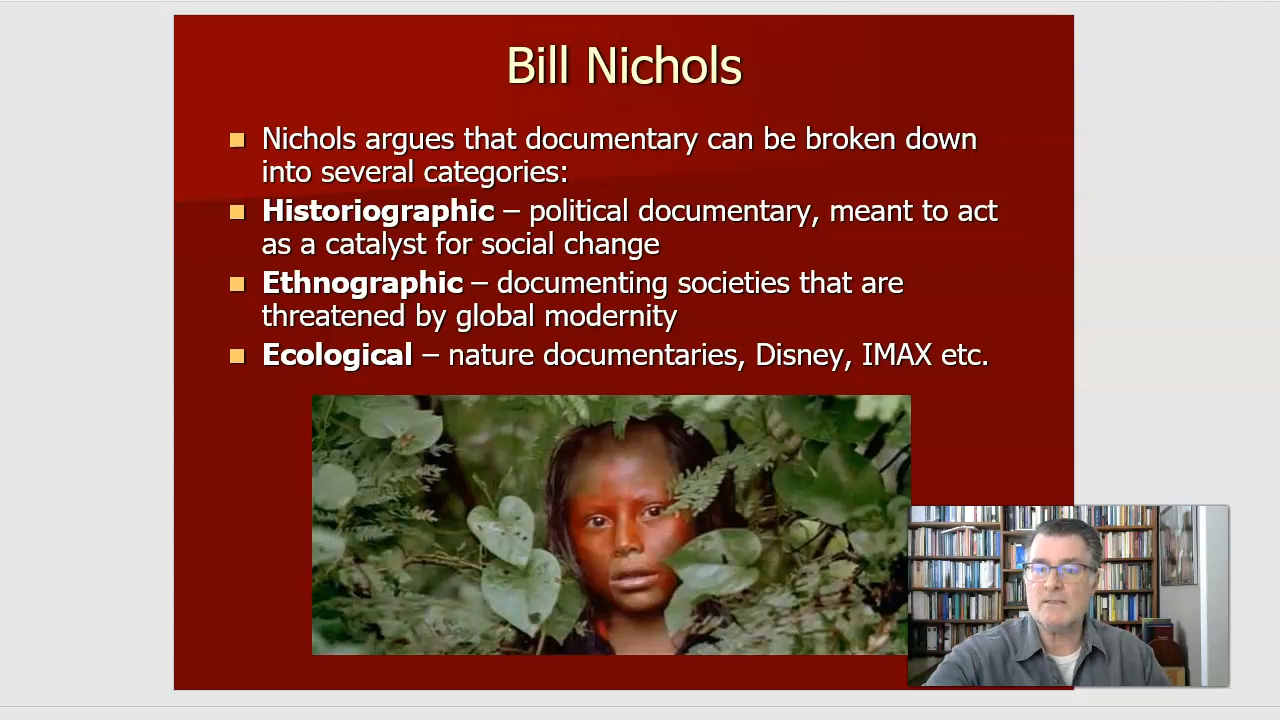 Bill Nichols
Nichols argues that documentary can be broken down
into several categories:
Historiographic – political documentary, meant to act
as a catalyst for social change
Ethnographic – documenting societies that are
threatened by global modernity
Ecological – nature documentaries, Disney, IMAX etc.